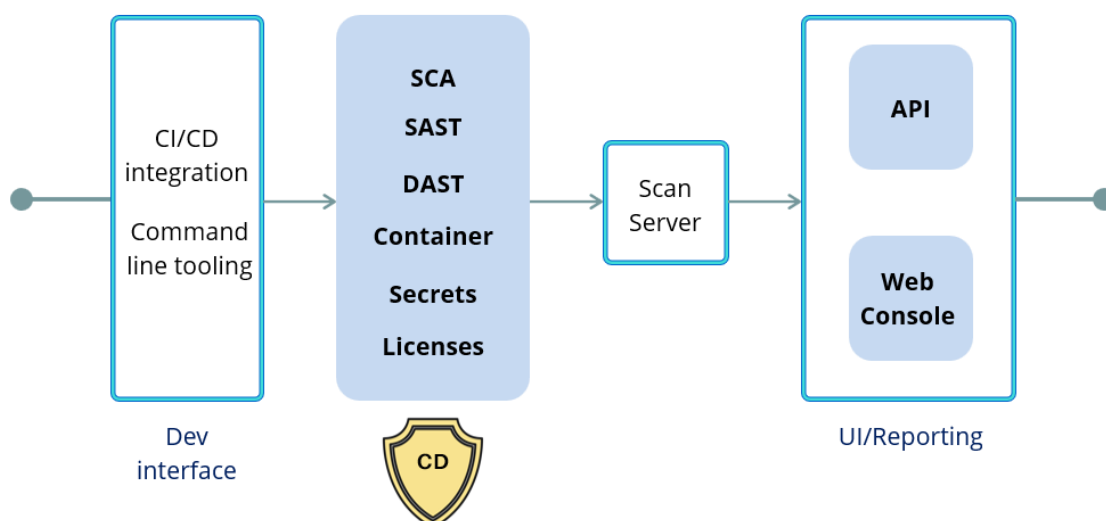 CI/CD
integration
Command
line tooling
Dev
interface
SCA
SAST
DAST
Container
Secrets
Licenses
CD
Scan
Server
API
Web
Console
UI/Reporting